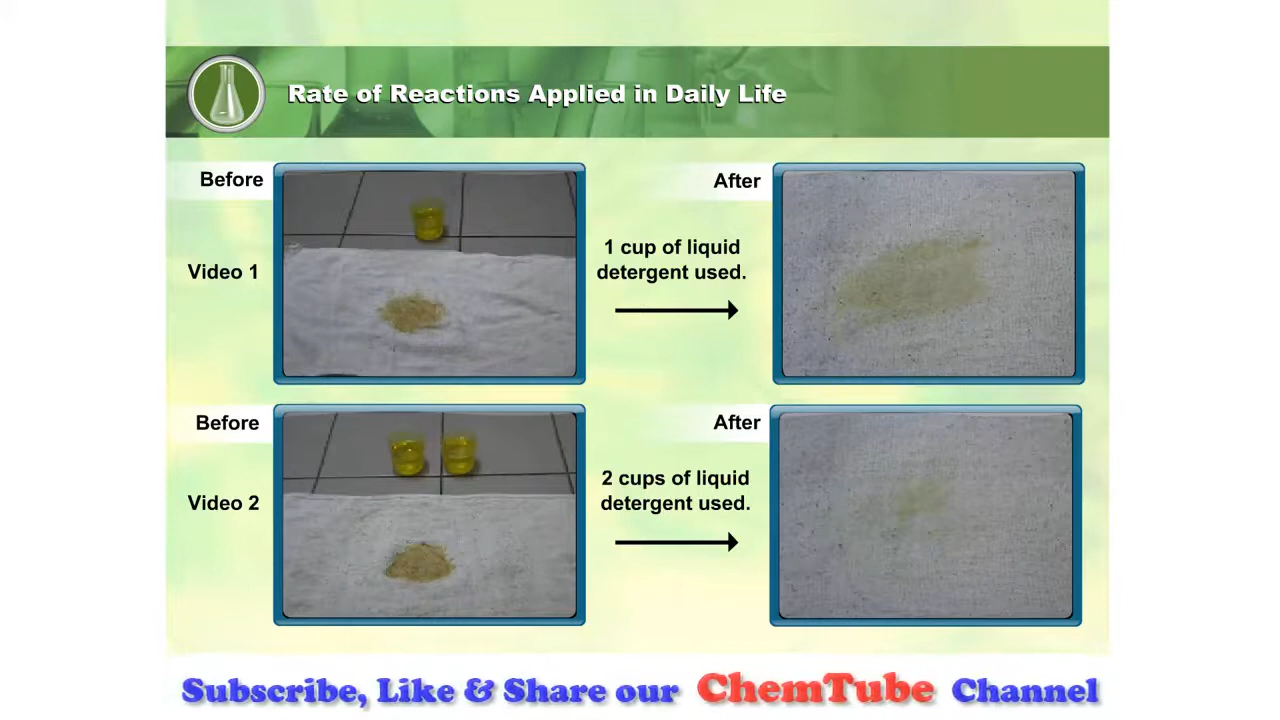 Rate of Reactions Applied in Daily Life
Before
After
Video 1
1 cup of liquid
detergent used.
Before
After
Video 2
2 cups of liquid
detergent used.
Subscribe, Like & Share our ChemTube Channel